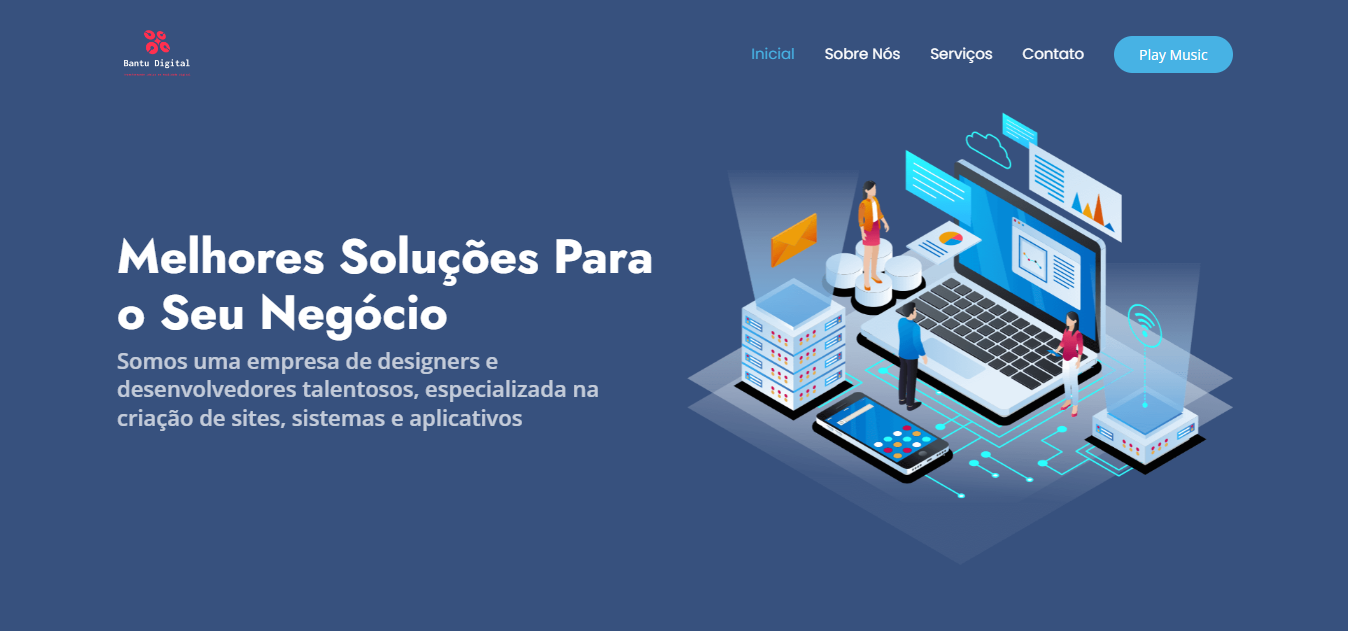 Bantu Digital
Inicial
Sobre Nós
Serviços
Contato
Play Music
Melhores Soluções Para
o Seu Negócio
Somos uma empresa de designers e
desenvolvedores talentosos, especializada na
criação de sites, sistemas e aplicativos